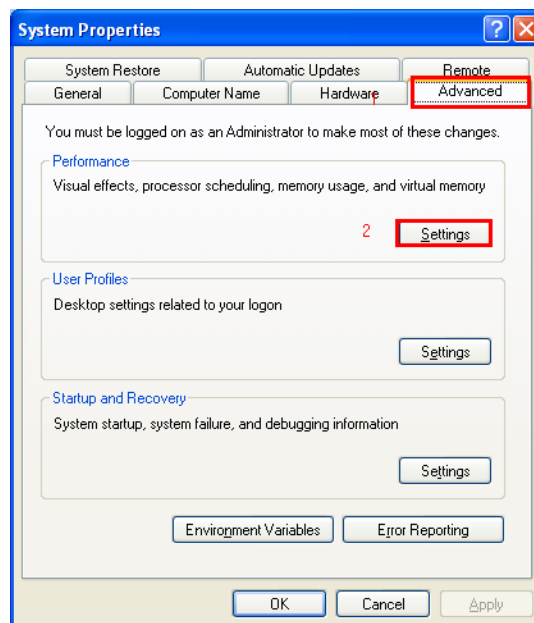 System Properties
System Restore Automatic Updates Remote
General Computer Name Hardware 1 Advanced
You must be logged on as an Administrator to make most of these changes.
Performance
Visual effects, processor scheduling, memory usage, and virtual memory
2 Settings
User Profiles
Desktop settings related to your logon
Settings
Startup and Recovery
System startup, system failure, and debugging information
Settings
Environment Variables Error Reporting
OK Cancel Apply